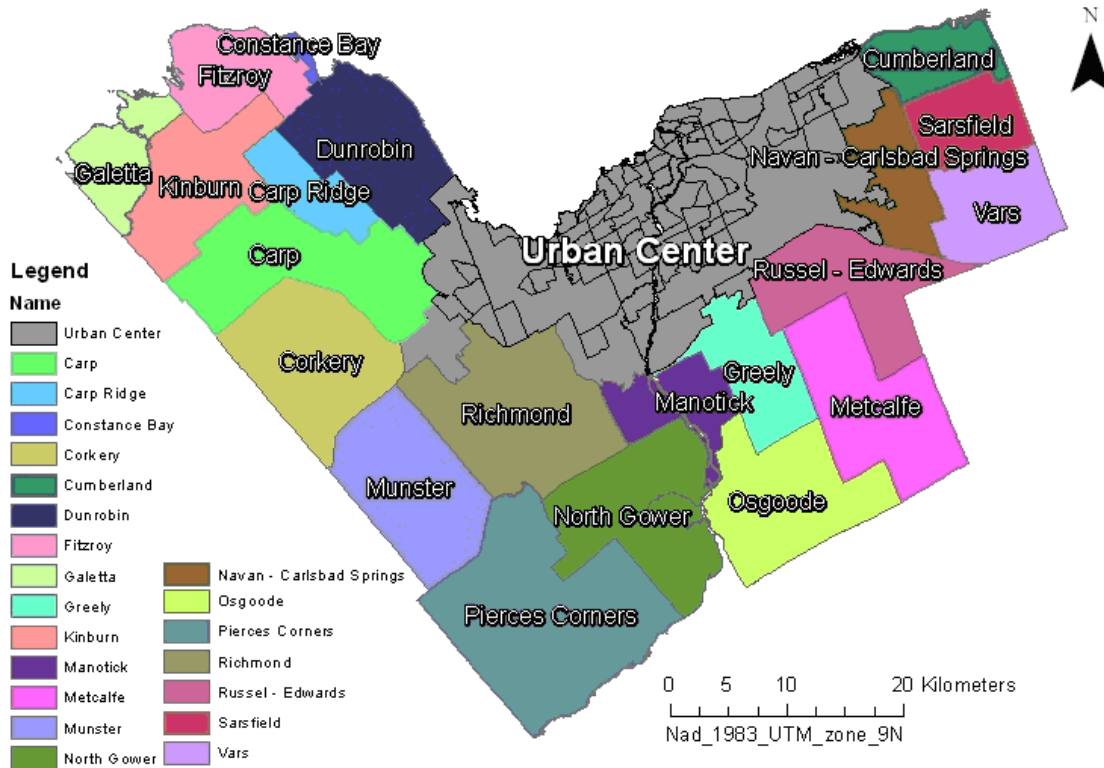 N
Constance Bay
Fitzroy
Cumberland
Dunrobin
Sarsfield
Galetta
Kinburn
Carp Ridge
Navan - Carlsbad Springs
Vars
Carp
Urban Center
Russel - Edwards
Corkery
Richmond
Manotick
Greely
Metcalfe
Munster
North Gower
Osgoode
Pierces Corners
Legend
Name
Urban Center
Carp
Carp Ridge
Constance Bay
Corkery
Cumberland
Dunrobin
Fitzroy
Galetta
Greely
Kinburn
Manotick
Metcalfe
Munster
North Gower
Navan - Carlsbad Springs
Osgoode
Pierces Corners
Richmond
Russel - Edwards
Sarsfield
Vars
0 5 10 20 Kilometers
Nad_1983_UTM_zone_9N